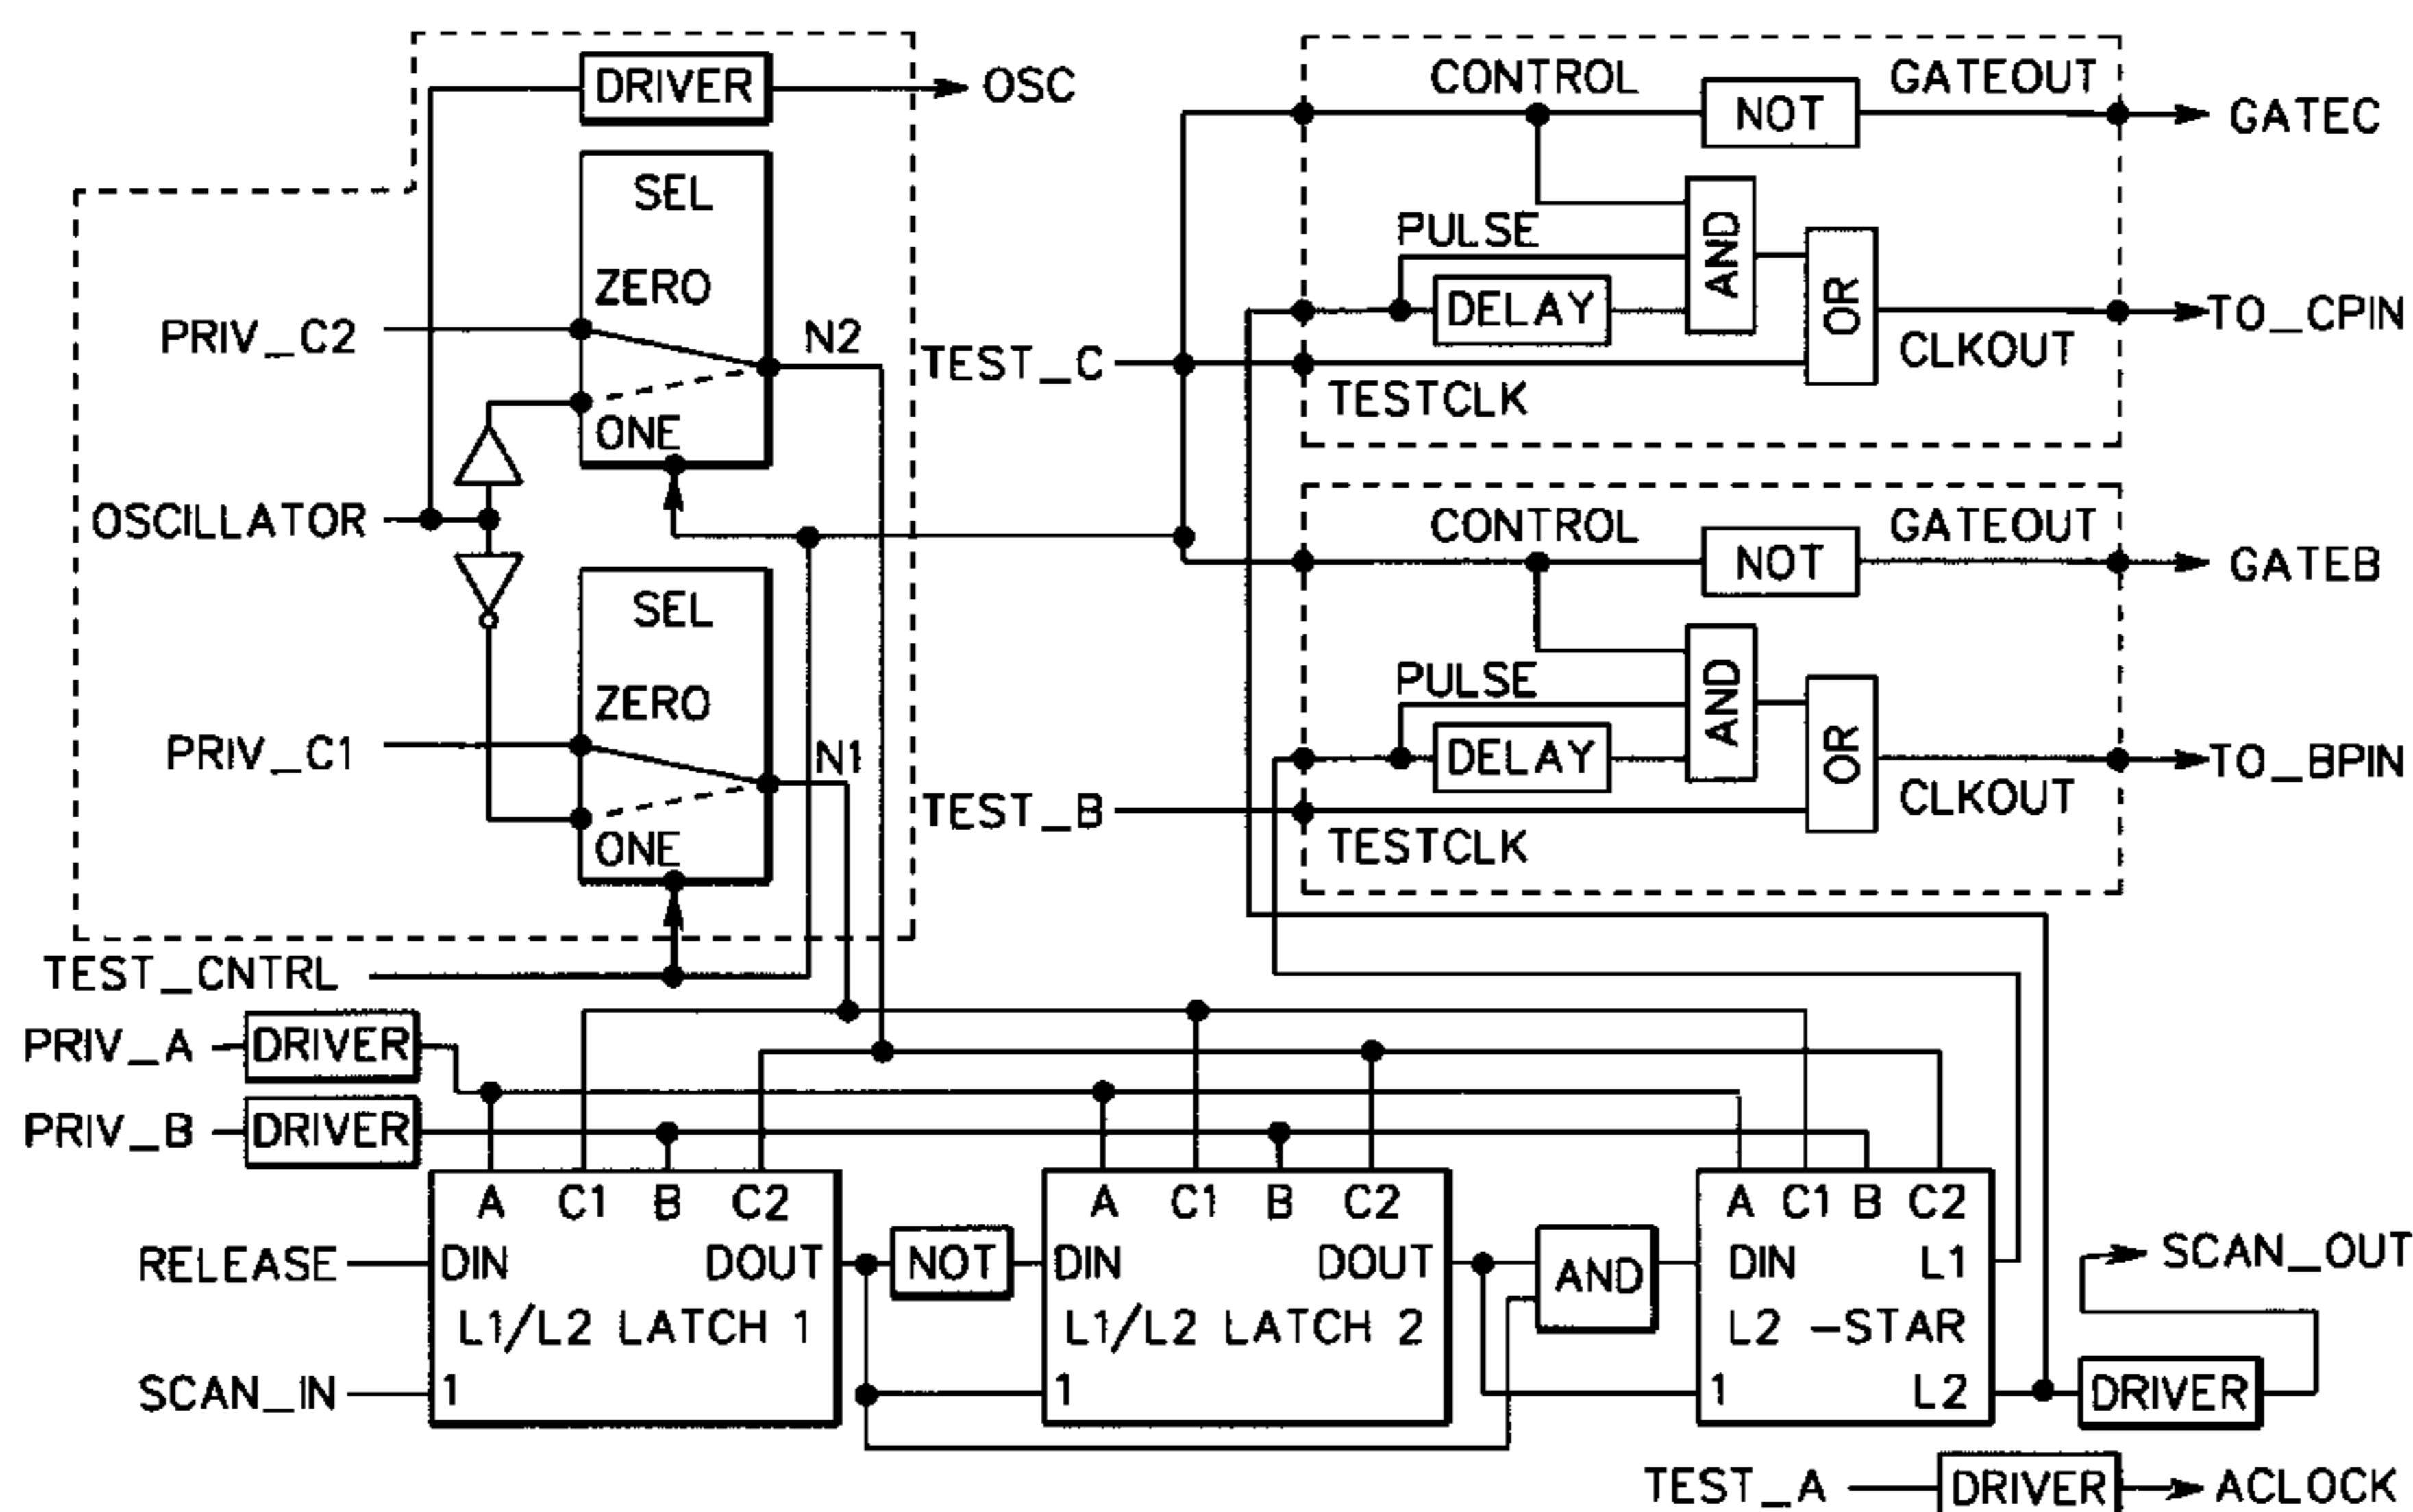 DRIVER
OSC
SEL
ZERO
PRIV_C2
N2
ONE
OSCILLATOR
SEL
ZERO
PRIV_C1
N1
ONE
TEST_CNTRL
CONTROL
NOT
GATEOUT
GATEC
PULSE
AND
DELAY
OR
TO_CPIN
CLKOUT
TEST_C
TESTCLK
CONTROL
NOT
GATEOUT
GATEB
PULSE
AND
DELAY
OR
TO_BPIN
CLKOUT
TEST_B
TESTCLK
PRIV_A
DRIVER
PRIV_B
DRIVER
A C1 B C2
RELEASE
DIN DOUT
L1/L2 LATCH 1
SCAN_IN
1
NOT
A C1 B C2
DIN DOUT
L1/L2 LATCH 2
1
AND
A C1 B C2
DIN L1
L2 -STAR
1 L2
SCAN_OUT
DRIVER
TEST_A
DRIVER
ACLOCK